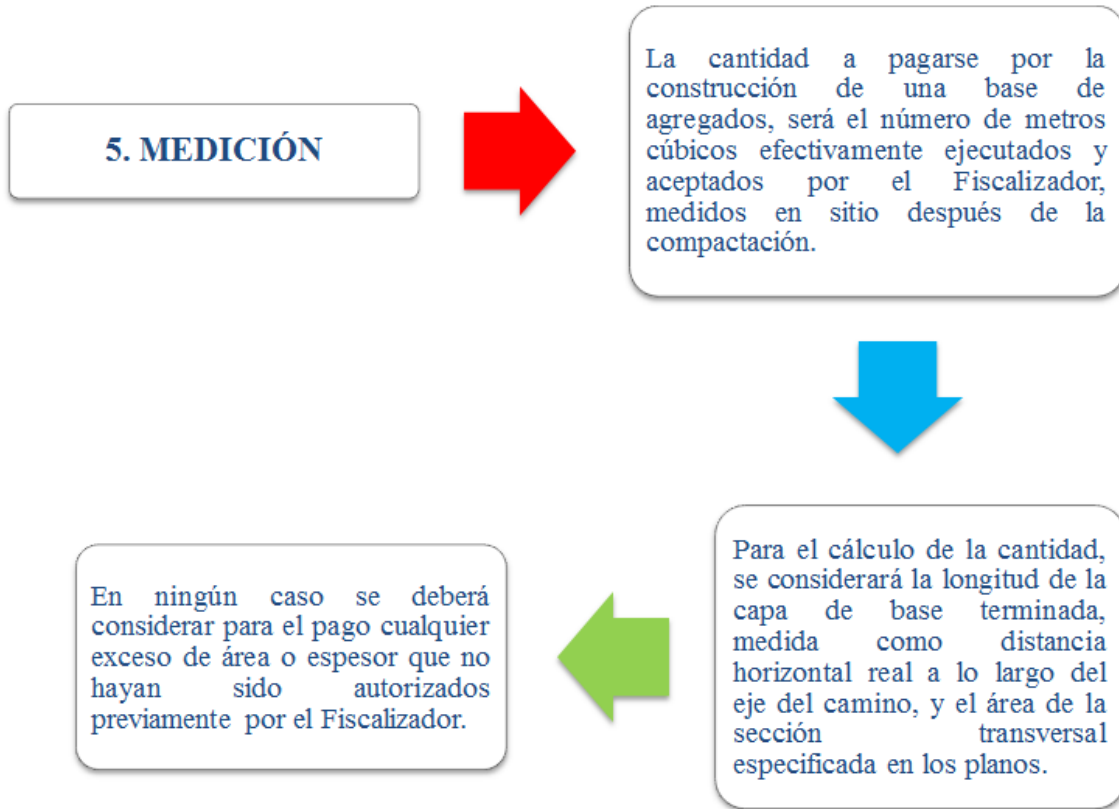 5. MEDICIÓN
La cantidad a pagarse por la
construcción de una base de
agregados, será el número de metros
cúbicos efectivamente ejecutados y
aceptados por el Fiscalizador,
medidos en sitio después de la
compactación.
Para el cálculo de la cantidad,
se considerará la longitud de la
capa de base terminada,
medida como distancia
horizontal real a lo largo del
eje del camino, y el área de la
sección transversal
especificada en los planos.
En ningún caso se deberá
considerar para el pago cualquier
exceso de área o espesor que no
hayan sido autorizados
previamente por el Fiscalizador.